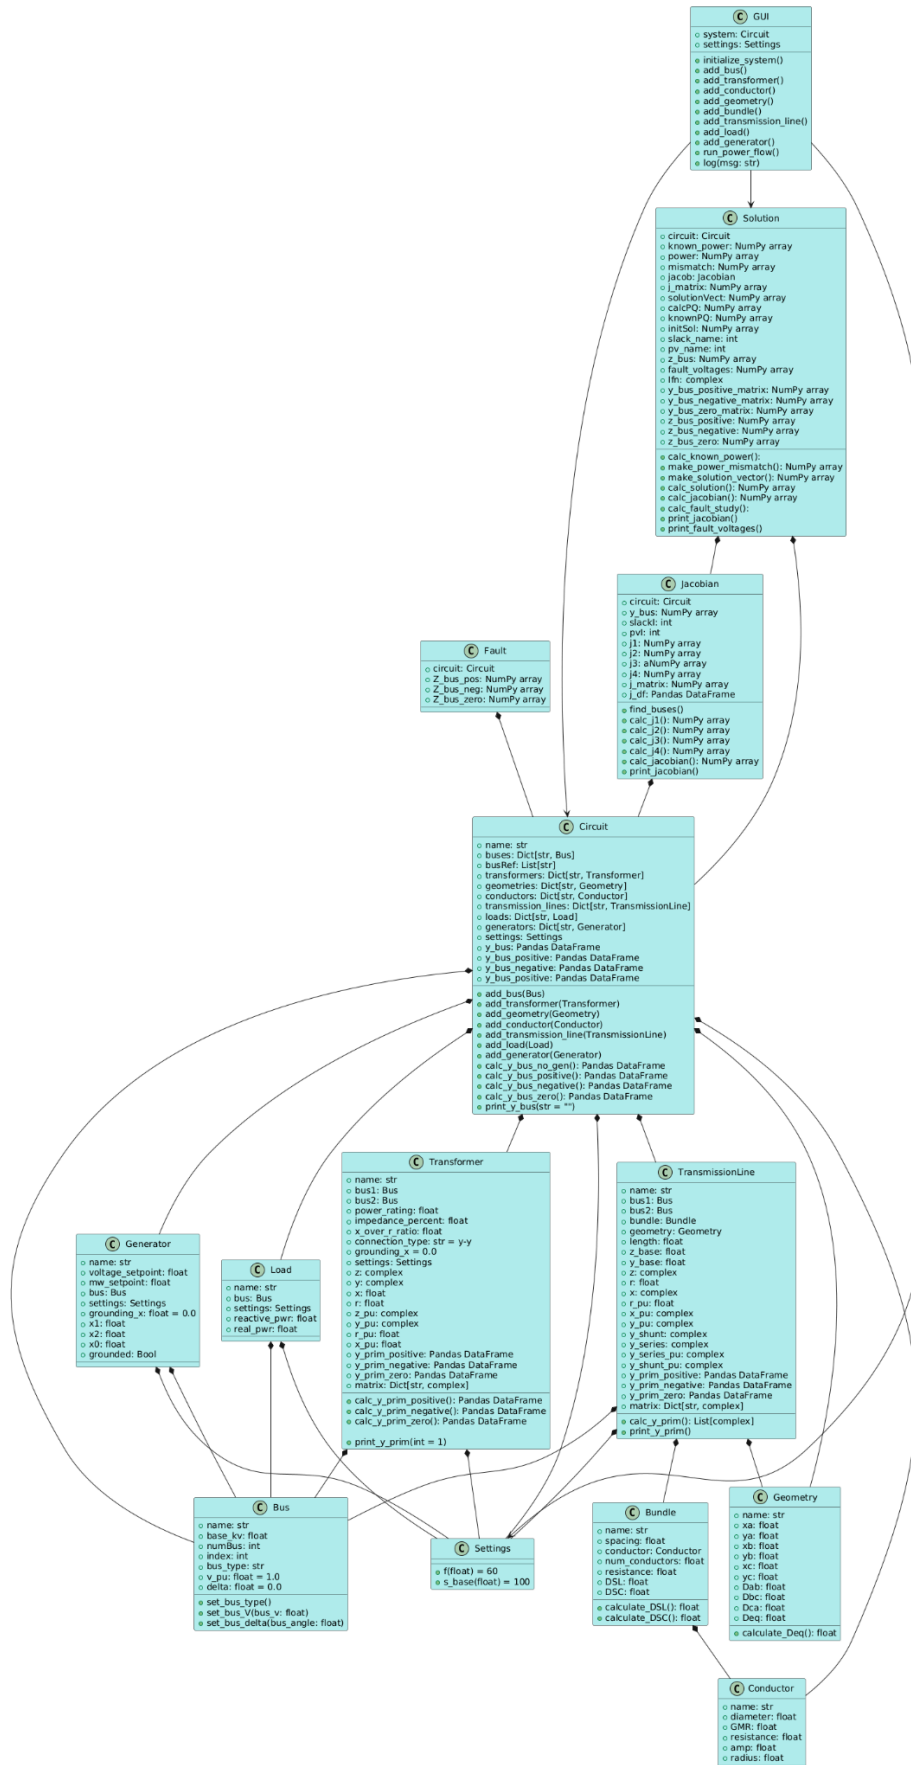 C GUI
system: Circuit
settings: Settings
initialize_system()
add_bus()
add_transformer()
add_conductor()
add_geometry()
add_bundle()
add_transmission_line()
add_load()
add_generator()
run_power_flow()
log(msg: str)
C Solution
circuit: Circuit
known_power: NumPy array
power: NumPy array
mismatch: NumPy array
jacob: Jacobian
j_matrix: NumPy array
solutionVect: NumPy array
calcPQ: NumPy array
knownPQ: NumPy array
initSol: NumPy array
slack_name: int
pv_name: int
z_bus: NumPy array
fault_voltages: NumPy array
Ifn: complex
y_bus_positive_matrix: NumPy array
y_bus_negative_matrix: NumPy array
y_bus_zero_matrix: NumPy array
z_bus_positive: NumPy array
z_bus_negative: NumPy array
z_bus_zero: NumPy array
calc_known_power():
make_power_mismatch(): NumPy array
make_solution_vector(): NumPy array
calc_solution(): NumPy array
calc_jacobian(): NumPy array
calc_fault_study():
print_jacobian()
print_fault_voltages()
C Jacobian
circuit: Circuit
y_bus: NumPy array
slackI: int
pvI: int
j1: NumPy array
j2: NumPy array
j3: aNumPy array
j4: NumPy array
j_matrix: NumPy array
j_df: Pandas DataFrame
find_buses()
calc_j1(): NumPy array
calc_j2(): NumPy array
calc_j3(): NumPy array
calc_j4(): NumPy array
calc_jacobian(): NumPy array
print_jacobian()
C Fault
circuit: Circuit
Z_bus_pos: NumPy array
Z_bus_neg: NumPy array
Z_bus_zero: NumPy array
C Circuit
name: str
buses: Dict[str, Bus]
busRef: List[str]
transformers: Dict[str, Transformer]
geometries: Dict[str, Geometry]
conductors: Dict[str, Conductor]
transmission_lines: Dict[str, TransmissionLine]
loads: Dict[str, Load]
generators: Dict[str, Generator]
settings: Settings
y_bus: Pandas DataFrame
y_bus_positive: Pandas DataFrame
y_bus_negative: Pandas DataFrame
y_bus_positive: Pandas DataFrame
add_bus(Bus)
add_transformer(Transformer)
add_geometry(Geometry)
add_conductor(Conductor)
add_transmission_line(TransmissionLine)
add_load(Load)
add_generator(Generator)
calc_y_bus_no_gen(): Pandas DataFrame
calc_y_bus_positive(): Pandas DataFrame
calc_y_bus_negative(): Pandas DataFrame
calc_y_bus_zero(): Pandas DataFrame
print_y_bus(str = "")
C Transformer
name: str
bus1: Bus
bus2: Bus
power_rating: float
impedance_percent: float
x_over_r_ratio: float
connection_type: str = y-y
grounding_x = 0.0
settings: Settings
z: complex
y: complex
x: float
r: float
z_pu: complex
y_pu: complex
r_pu: float
x_pu: float
y_prim_positive: Pandas DataFrame
y_prim_negative: Pandas DataFrame
y_prim_zero: Pandas DataFrame
matrix: Dict[str, complex]
calc_y_prim_positive(): Pandas DataFrame
calc_y_prim_negative(): Pandas DataFrame
calc_y_prim_zero(): Pandas DataFrame
print_y_prim(int = 1)
C TransmissionLine
name: str
bus1: Bus
bus2: Bus
bundle: Bundle
geometry: Geometry
length: float
z_base: float
y_base: float
z: complex
r: float
x: complex
r_pu: float
x_pu: complex
y_pu: complex
y_shunt: complex
y_series: complex
y_series_pu: complex
y_shunt_pu: complex
y_prim_positive: Pandas DataFrame
y_prim_negative: Pandas DataFrame
y_prim_zero: Pandas DataFrame
matrix: Dict[str, complex]
calc_y_prim(): List[complex]
print_y_prim()
C Generator
name: str
voltage_setpoint: float
mw_setpoint: float
bus: Bus
settings: Settings
grounding_x: float = 0.0
x1: float
x2: float
x0: float
grounded: Bool
C Load
name: str
bus: Bus
settings: Settings
reactive_pwr: float
real_pwr: float
C Bus
name: str
base_kv: float
numBus: int
index: int
bus_type: str
v_pu: float = 1.0
delta: float = 0.0
set_bus_type()
set_bus_V(bus_v: float)
set_bus_delta(bus_angle: float)
C Settings
f(float) = 60
s_base(float) = 100
C Bundle
name: str
spacing: float
conductor: Conductor
num_conductors: float
resistance: float
DSL: float
DSC: float
calculate_DSL(): float
calculate_DSC(): float
C Geometry
name: str
xa: float
ya: float
xb: float
yb: float
xc: float
yc: float
Dab: float
Dbc: float
Dca: float
Deq: float
calculate_Deq(): float
C Conductor
name: str
diameter: float
GMR: float
resistance: float
amp: float
radius: float